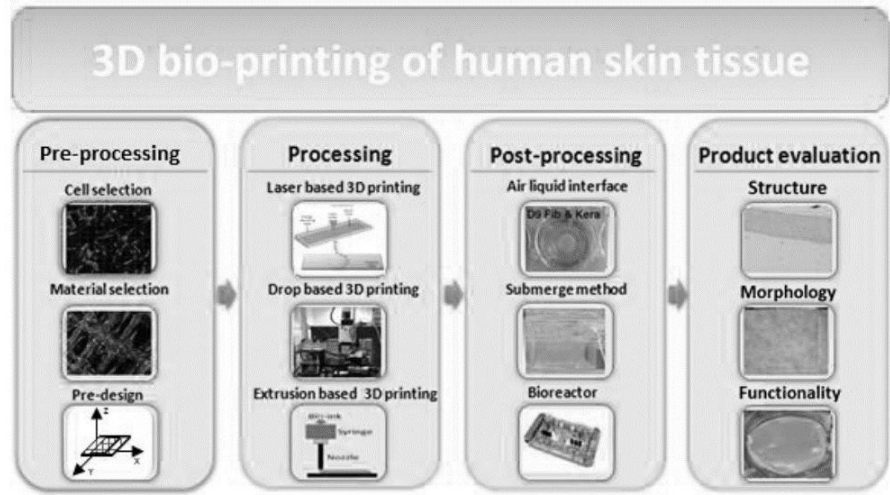 3D bio-printing of human skin tissue
Pre-processing
Cell selection
Material selection
Pre-design
Z
X
Y
Processing
Laser based 3D printing
Drop based 3D printing
Extrusion based 3D printing
Syringe
Nozzle
Post-processing
Air liquid interface
D9 Fib & Kera
Submerge method
Bioreactor
Product evaluation
Structure
Morphology
Functionality